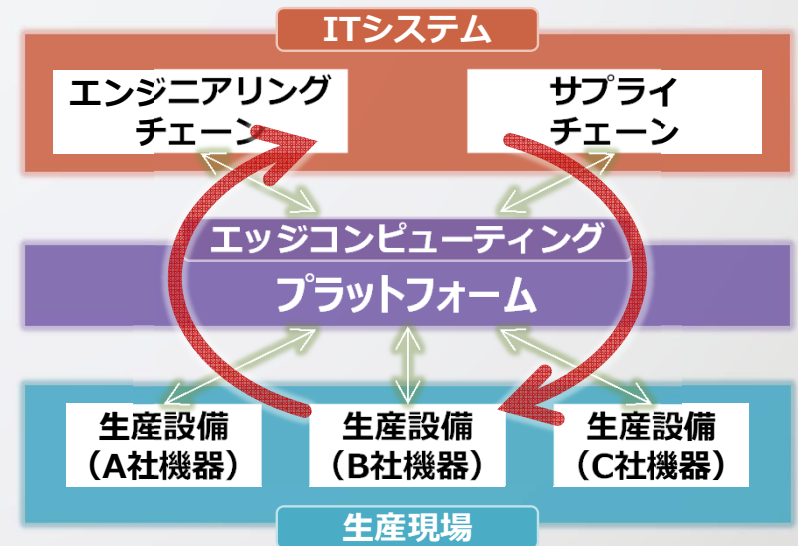 ITシステム
エンジニアリング
チェーン
サプライ
チェーン
エッジコンピューティング
プラットフォーム
生産設備
（A社機器）
生産設備
（B社機器）
生産設備
（C社機器）
生産現場